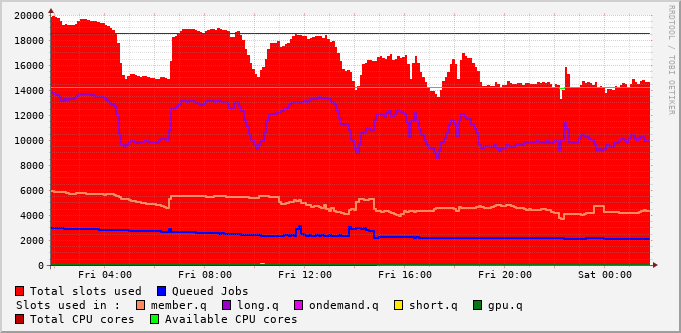 RRDTOOL / TOBI OETIKER
20000
18000
16000
14000
12000
10000
8000
6000
4000
2000
0
Fri 04:00 Fri 08:00 Fri 12:00 Fri 16:00 Fri 20:00 Sat 00:00
Total slots used Queued Jobs
Slots used in : member.q long.q ondemand.q short.q gpu.q
Total CPU cores Available CPU cores